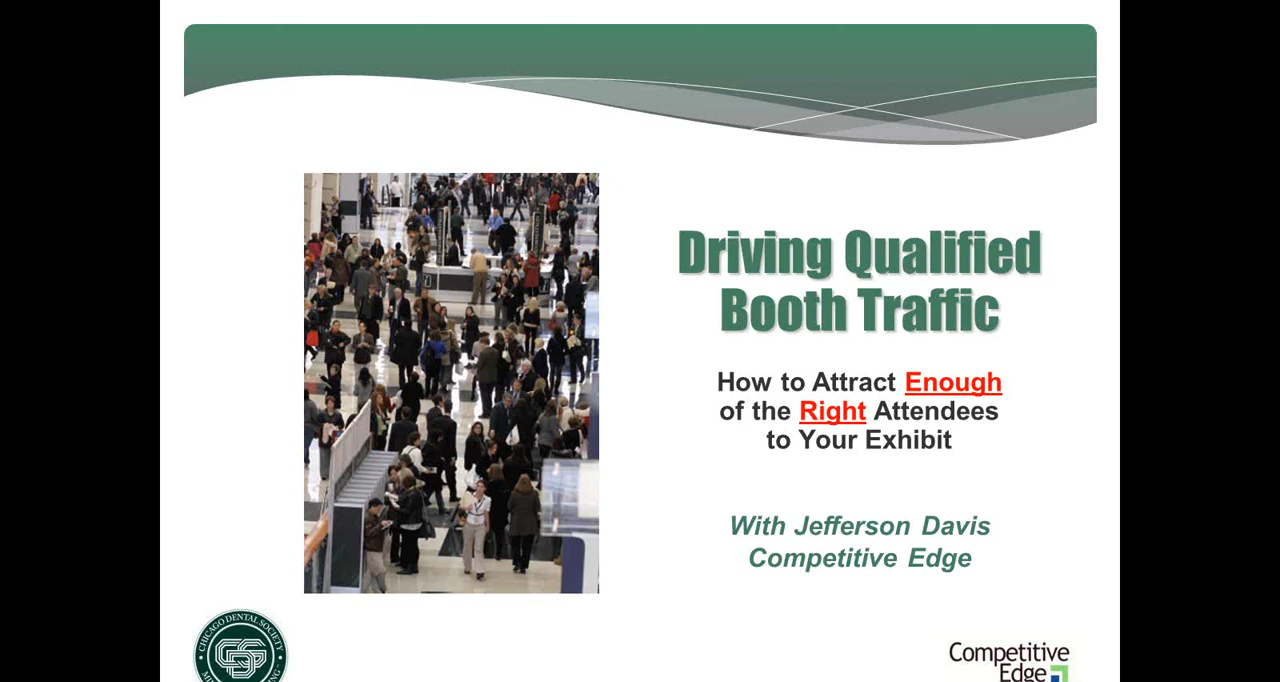 Driving Qualified
Booth Traffic
How to Attract Enough
of the Right Attendees
to Your Exhibit
With Jefferson Davis
Competitive Edge
CHICAGO DENTAL SOCIETY
CDS
Competitive
Edge